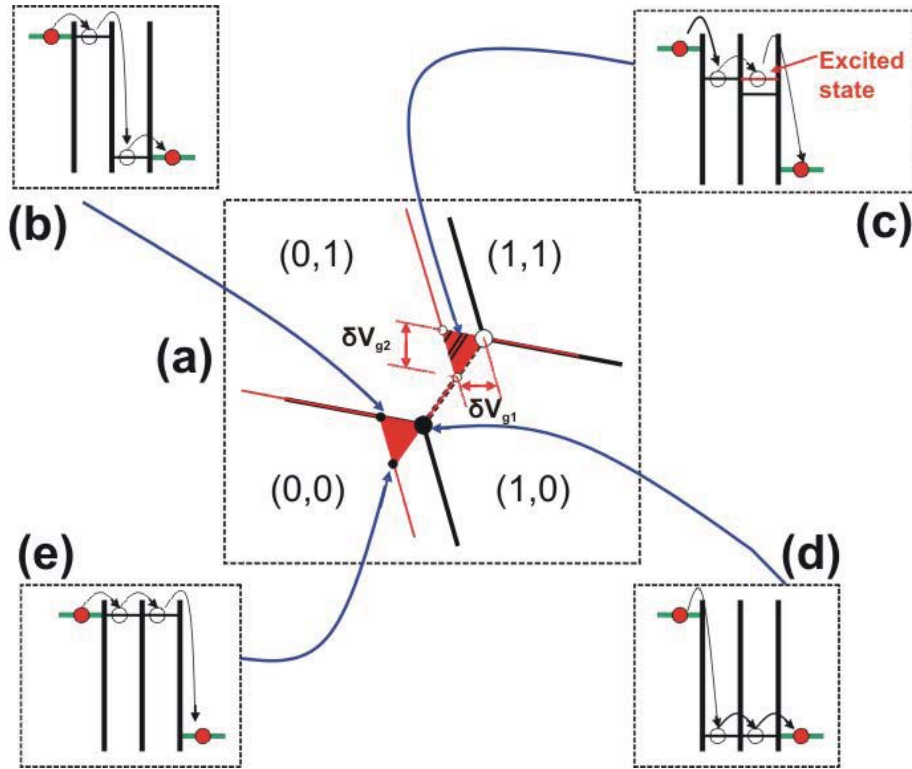 Excited
state
(b)
(c)
(0,1)
(1,1)
(a)
δVg2
δVg1
(0,0)
(1,0)
(e)
(d)